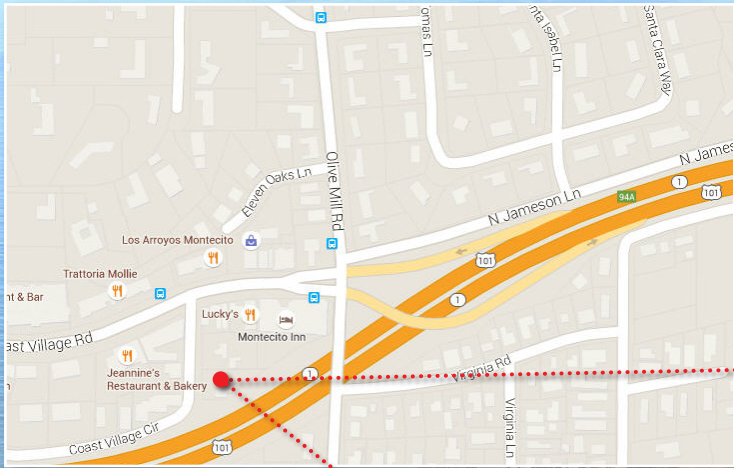 omas Ln
nta Isabel Ln
Santa Clara Way
Olive Mill Rd
Eleven Oaks Ln
N Jameson Ln
N James
94A
1
101
Los Arroyos Montecito
101
1
Trattoria Mollie
nt & Bar
Lucky's
Montecito Inn
ast Village Rd
Jeannine's
Restaurant & Bakery
1
Virginia Rd
Virginia Ln
Coast Village Cir
101